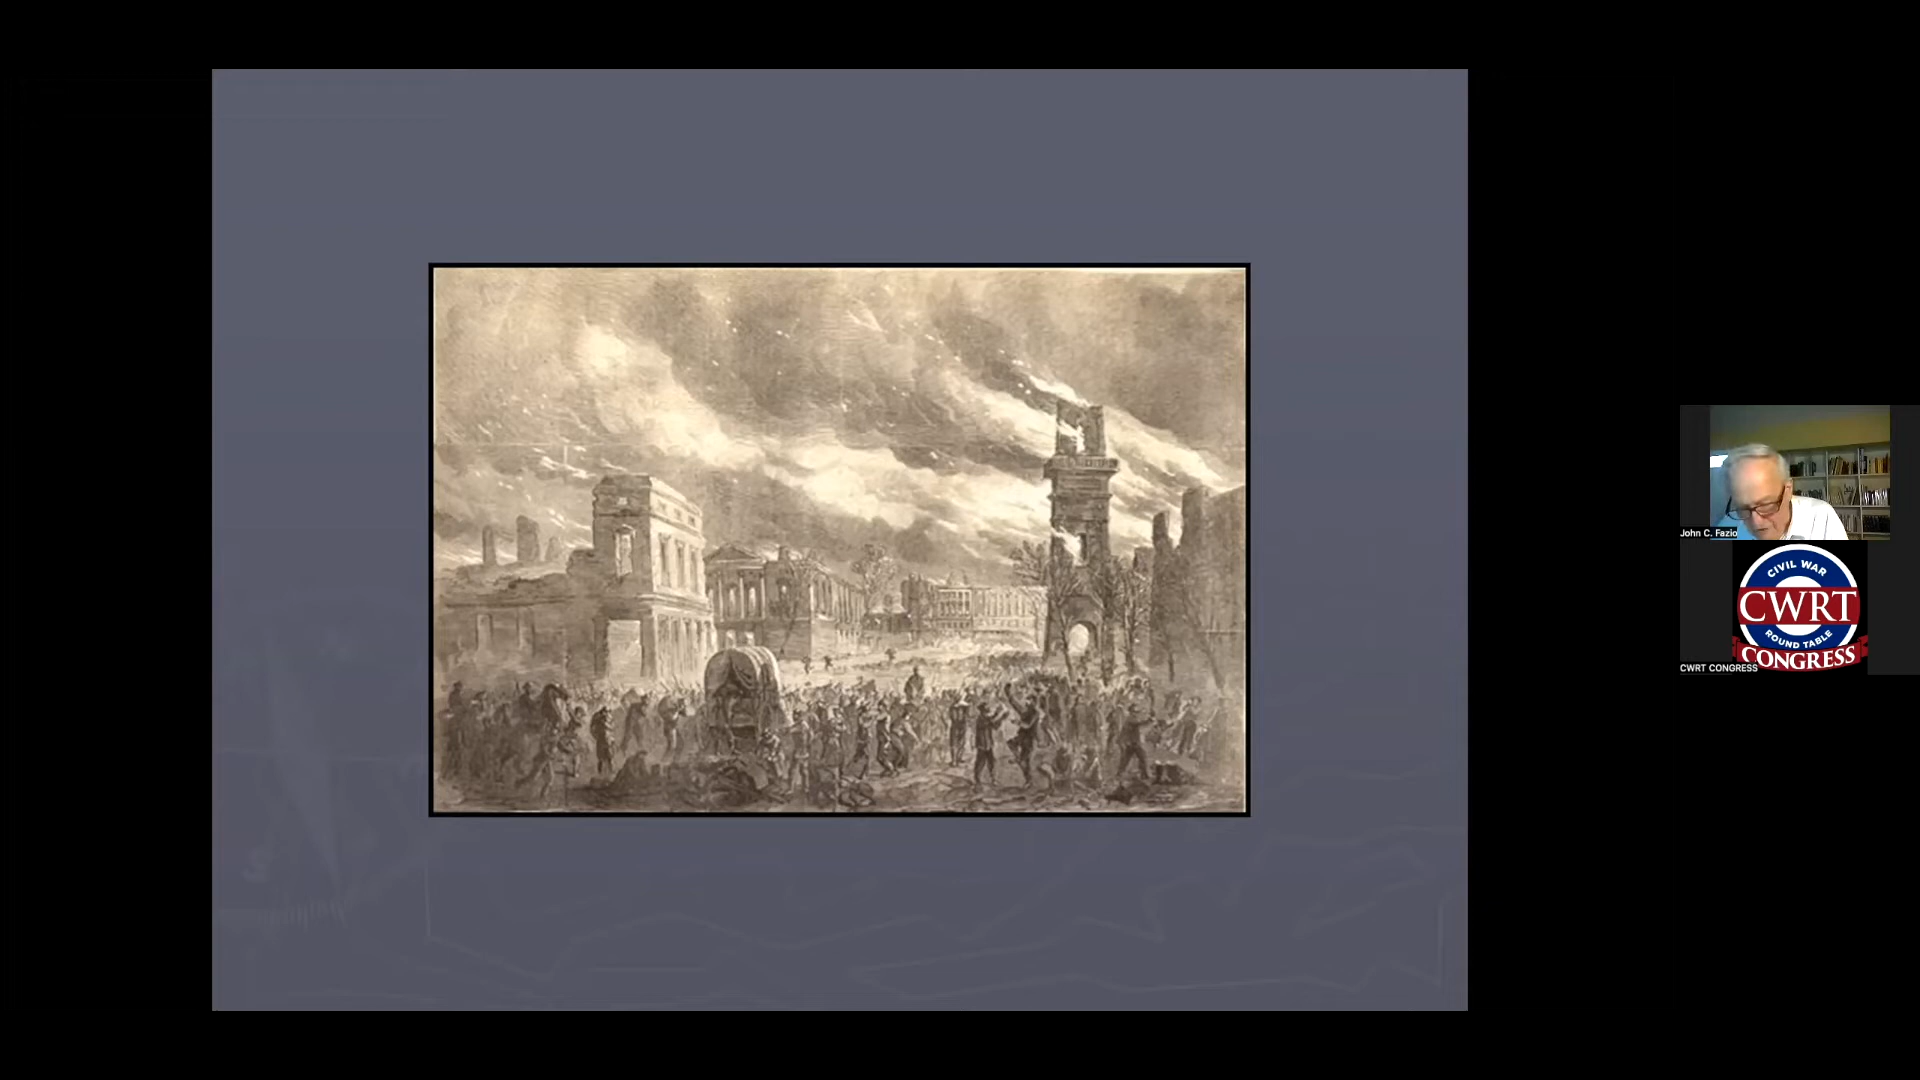 John C. Fazio
CIVIL WAR
CWRT
ROUND TABLE
CONGRESS
CWRT CONGRESS